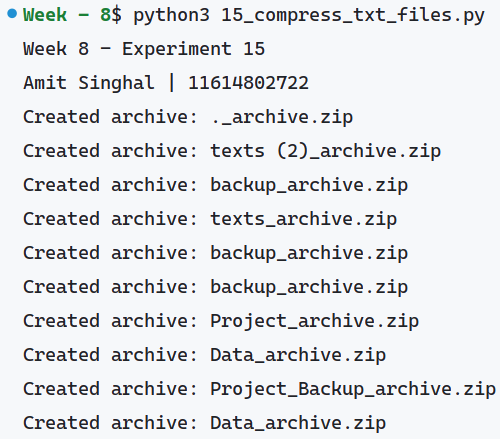 Week - 8$ python3 15_compress_txt_files.py
Week 8 - Experiment 15
Amit Singhal | 11614802722
Created archive: ._archive.zip
Created archive: texts (2)_archive.zip
Created archive: backup_archive.zip
Created archive: texts_archive.zip
Created archive: backup_archive.zip
Created archive: backup_archive.zip
Created archive: Project_archive.zip
Created archive: Data_archive.zip
Created archive: Project_Backup_archive.zip
Created archive: Data_archive.zip